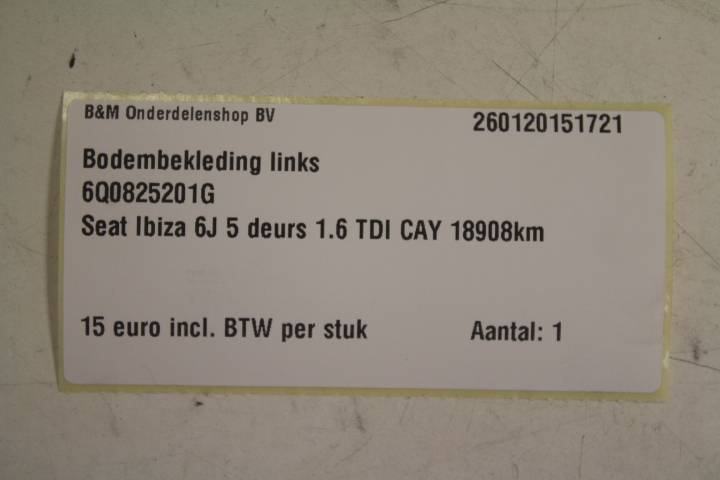 B&M Onderdelenshop BV 260120151721
Bodembekleding links
6Q0825201G
Seat Ibiza 6J 5 deurs 1.6 TDI CAY 18908km
15 euro incl. BTW per stuk Aantal: 1